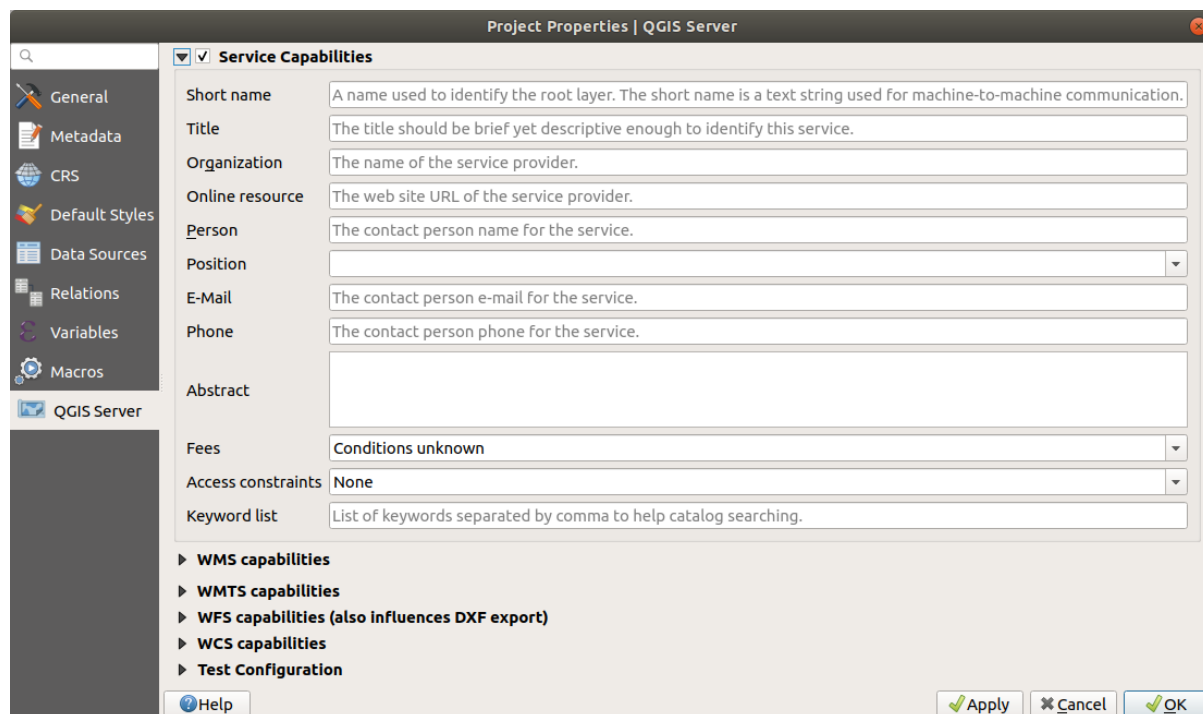 Project Properties | QGIS Server
Service Capabilities
General
Metadata
CRS
Default Styles
Data Sources
Relations
Variables
Macros
QGIS Server
Short name A name used to identify the root layer. The short name is a text string used for machine-to-machine communication.
Title The title should be brief yet descriptive enough to identify this service.
Organization The name of the service provider.
Online resource The web site URL of the service provider.
Person The contact person name for the service.
Position
E-Mail The contact person e-mail for the service.
Phone The contact person phone for the service.
Abstract
Fees Conditions unknown
Access constraints None
Keyword list List of keywords separated by comma to help catalog searching.
WMS capabilities
WMTS capabilities
WFS capabilities (also influences DXF export)
WCS capabilities
Test Configuration
Help Apply Cancel OK